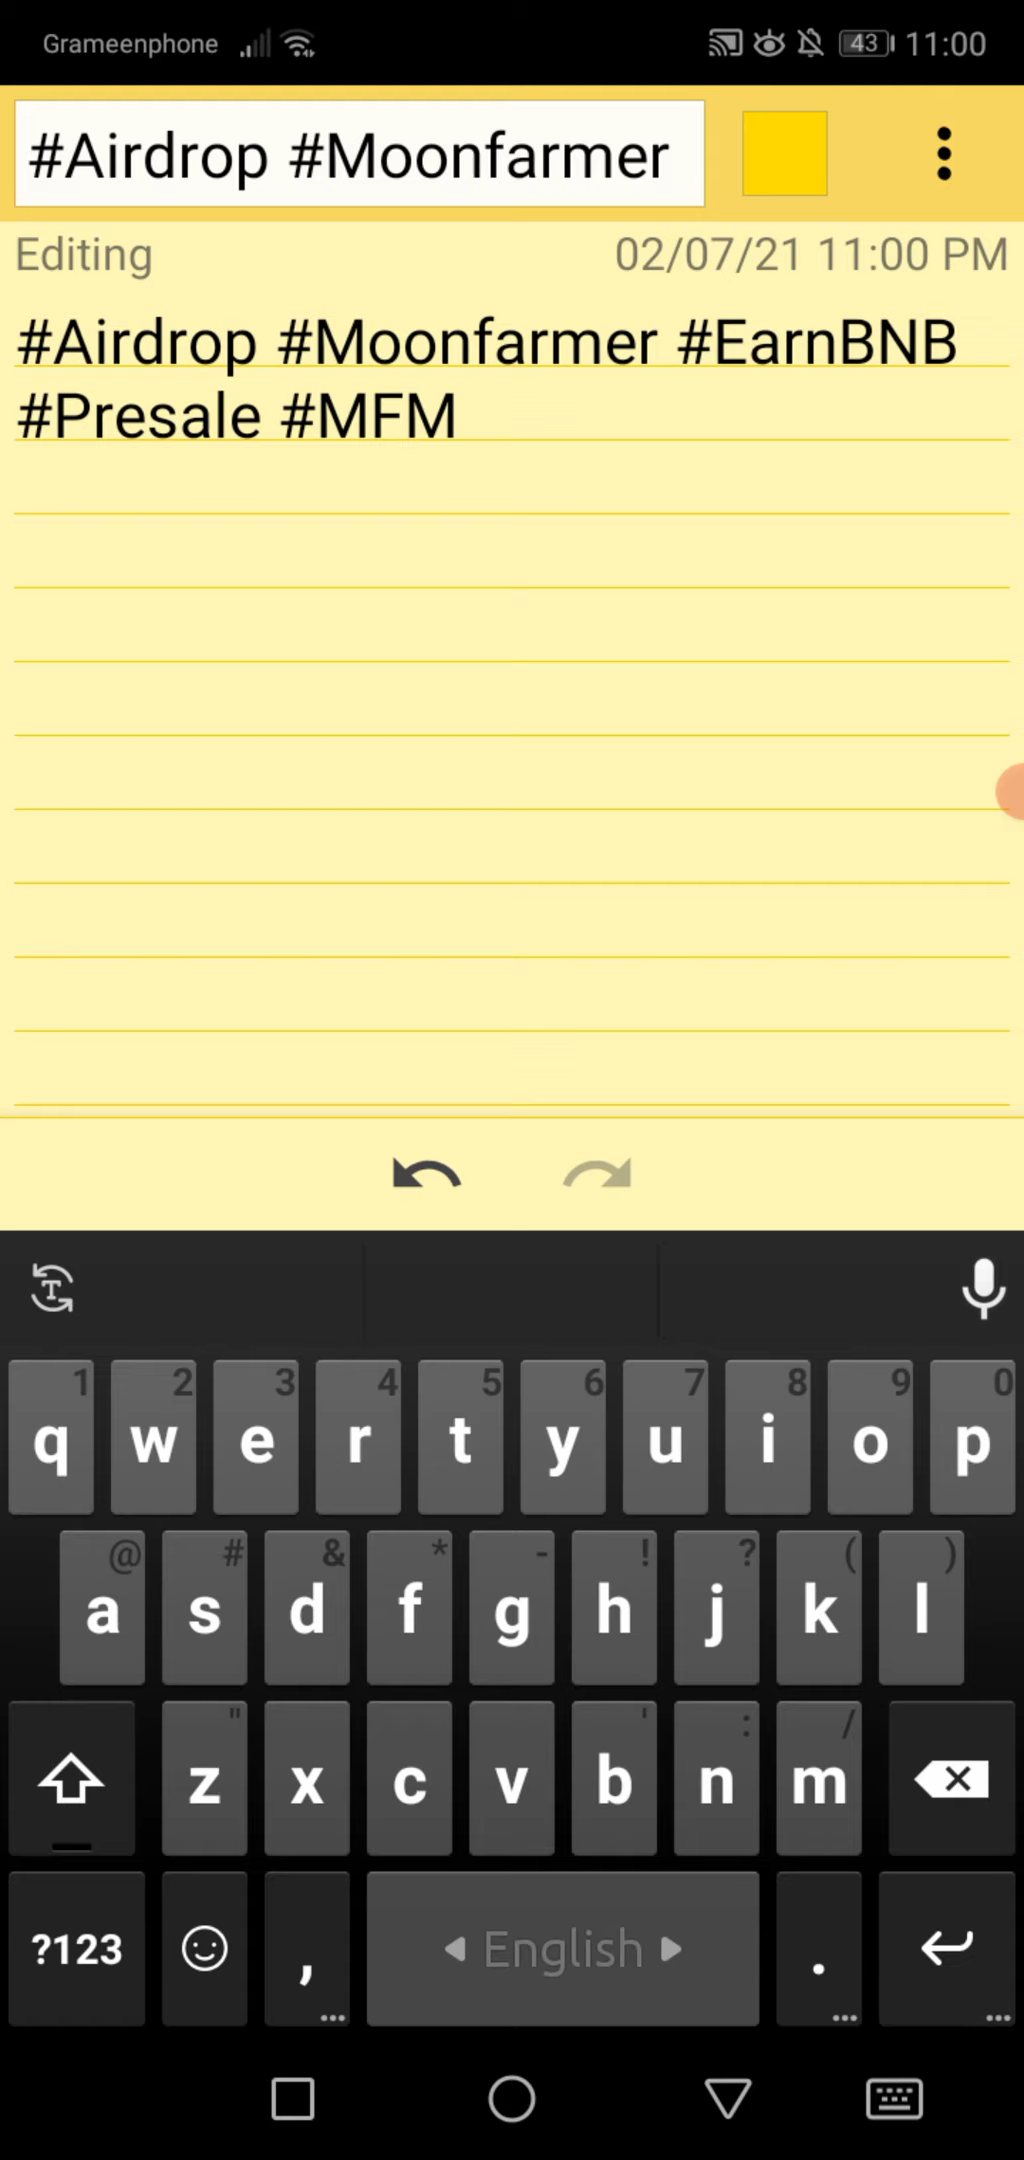 Grameenphone 43 11:00
#Airdrop #Moonfarmer
Editing 02/07/21 11:00 PM
#Airdrop #Moonfarmer #EarnBNB
#Presale #MFM
1 2 3 4 5 6 7 8 9 0
q w e r t y u i o p
@ # & * - ! ? ( )
a s d f g h j k l
" ' : /
z x c v b n m
?123 , English .